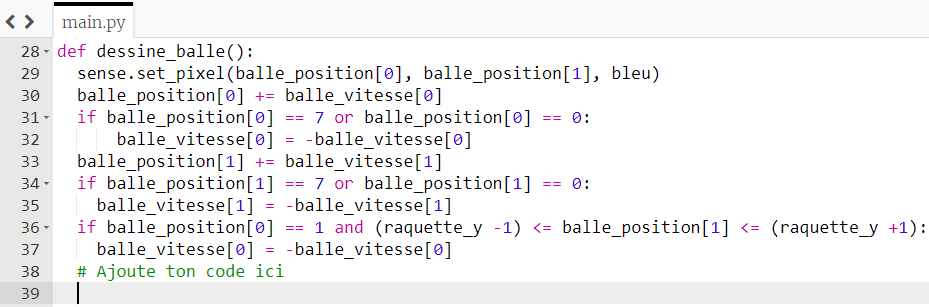 main.py
28 def dessine_balle():
29   sense.set_pixel(balle_position[0], balle_position[1], bleu)
30   balle_position[0] += balle_vitesse[0]
31   if balle_position[0] == 7 or balle_position[0] == 0:
32       balle_vitesse[0] = -balle_vitesse[0]
33   balle_position[1] += balle_vitesse[1]
34   if balle_position[1] == 7 or balle_position[1] == 0:
35     balle_vitesse[1] = -balle_vitesse[1]
36   if balle_position[0] == 1 and (raquette_y -1) <= balle_position[1] <= (raquette_y +1):
37     balle_vitesse[0] = -balle_vitesse[0]
38   # Ajoute ton code ici
39